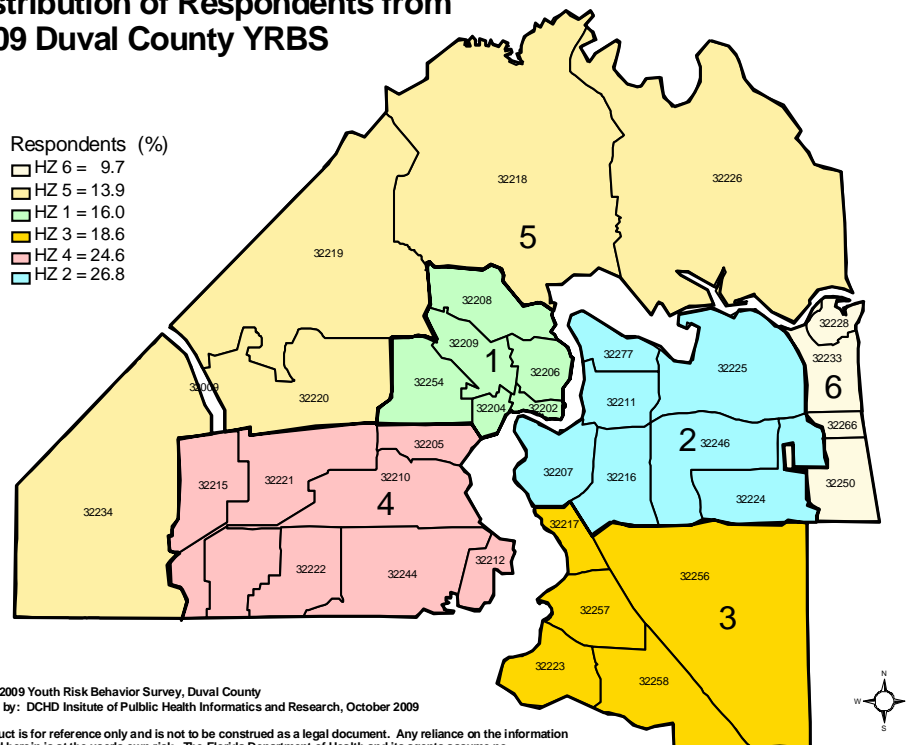 stribution of Respondents from
09 Duval County YRBS
Respondents (%)
HZ 6 = 9.7
HZ 5 = 13.9
HZ 1 = 16.0
HZ 3 = 18.6
HZ 4 = 24.6
HZ 2 = 26.8
32218
32226
5
32219
32208
32228
32209
32233
32277
1
32225
32206
32254
6
32009
32220
32211
32204
32202
32266
32205
2
32246
32207
32210
32216
32221
32215
32250
32224
4
32234
32217
32212
32222
32244
32256
32257
3
32223
32258
2009 Youth Risk Behavior Survey, Duval County
by: DCHD Insitute of Pulblic Health Informatics and Research, October 2009
uct is for reference only and is not to be construed as a legal document. Any reliance on the information
N
W
E
S